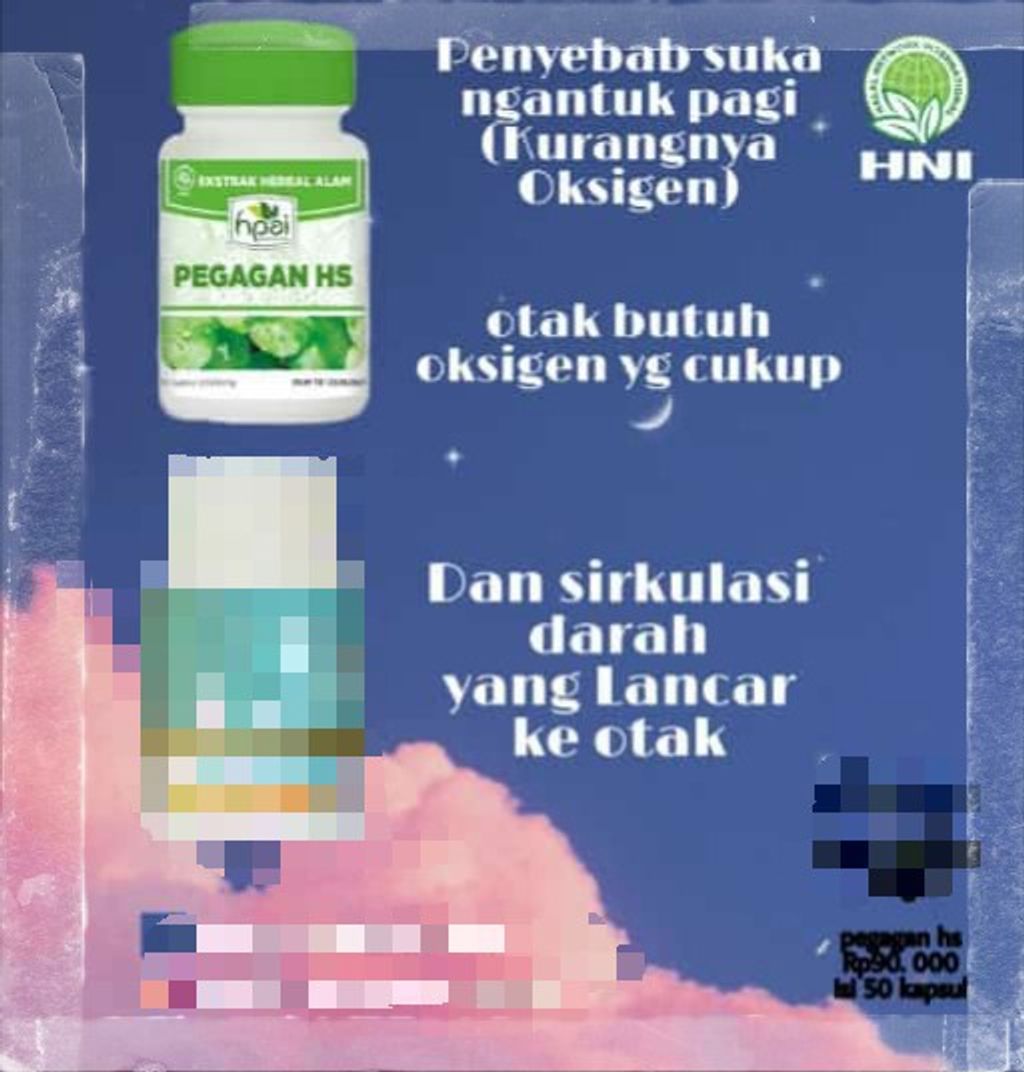 Penyebab suka
ngantuk pagi
(Kurangnya
Oksigen)
HNI
EKSTRAK HERBAL ALAM
hpai
PEGAGAN HS
otak butuh
oksigen yg cukup
Dan sirkulasi
darah
yang Lancar
ke otak
pegagan hs
Rp90. 000
Isi 50 kapsul